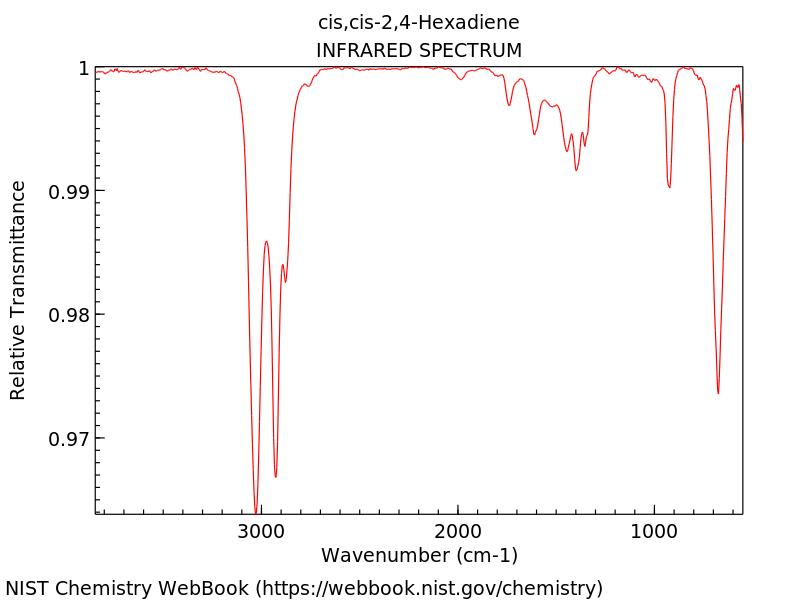 cis,cis-2,4-Hexadiene
INFRARED SPECTRUM
1
0.99
0.98
0.97
Relative Transmittance
3000 2000 1000
Wavenumber (cm-1)
NIST Chemistry WebBook (https://webbook.nist.gov/chemistry)